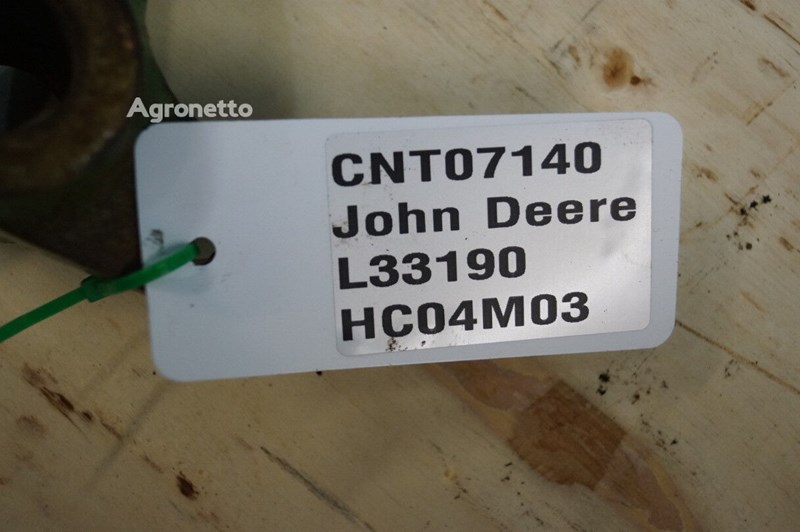 Agronetto
CNT07140
John Deere
L33190
HC04M03